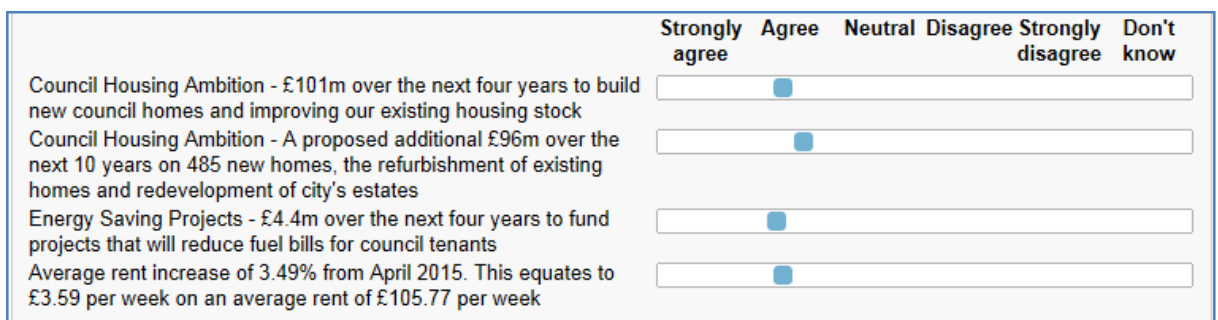 Strongly agree Agree Neutral Disagree Strongly disagree Don't know
Council Housing Ambition - £101m over the next four years to build
new council homes and improving our existing housing stock
Council Housing Ambition - A proposed additional £96m over the
next 10 years on 485 new homes, the refurbishment of existing
homes and redevelopment of city's estates
Energy Saving Projects - £4.4m over the next four years to fund
projects that will reduce fuel bills for council tenants
Average rent increase of 3.49% from April 2015. This equates to
£3.59 per week on an average rent of £105.77 per week